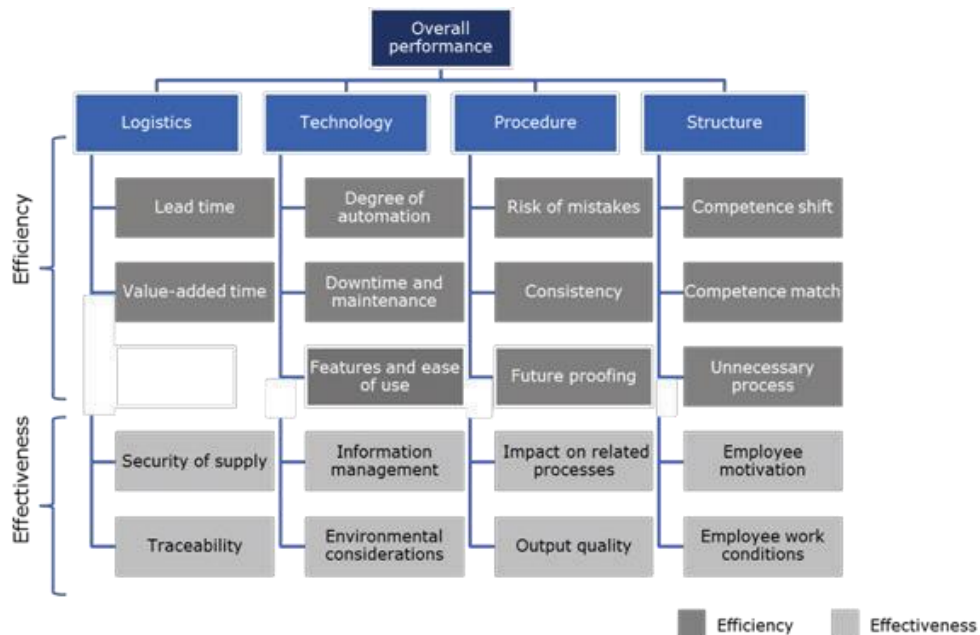 Overall
performance
Logistics
Technology
Procedure
Structure
Efficiency
Lead time
Degree of
automation
Risk of mistakes
Competence shift
Value-added time
Downtime and
maintenance
Consistency
Competence match
Features and ease
of use
Future proofing
Unnecessary
process
Effectiveness
Security of supply
Information
management
Impact on related
processes
Employee
motivation
Traceability
Environmental
considerations
Output quality
Employee work
conditions
Efficiency
Effectiveness